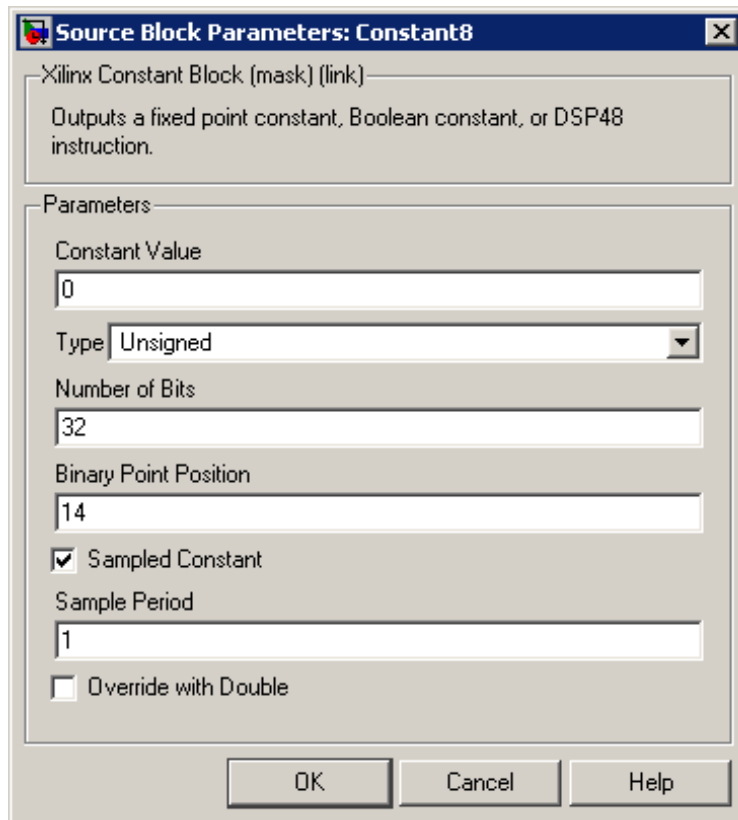 Source Block Parameters: Constant8
Xilinx Constant Block (mask) (link)
Outputs a fixed point constant, Boolean constant, or DSP48
instruction.
Parameters
Constant Value
0
Type Unsigned
Number of Bits
32
Binary Point Position
14
Sampled Constant
Sample Period
1
Override with Double
OK Cancel Help